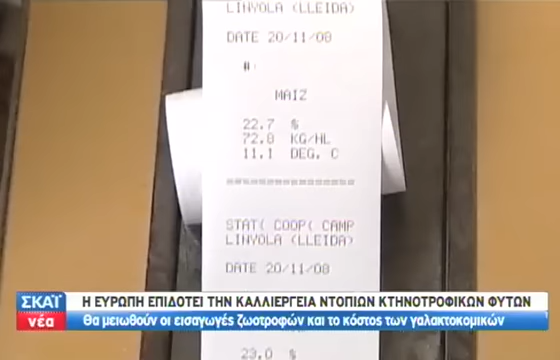 LINYOLA (LLEIDA)
DATE 20/11/08
#:
MAIZ
22.7 %
72.8 KG/HL
11.1 DEG. C
================
STAT( COOP( CAMP
LINYOLA (LLEIDA)
DATE 20/11/08
ΣΚΑΪ
νέα
Η ΕΥΡΩΠΗ ΕΠΙΔΟΤΕΙ ΤΗΝ ΚΑΛΛΙΕΡΓΕΙΑ ΝΤΟΠΙΩΝ ΚΤΗΝΟΤΡΟΦΙΚΩΝ ΦΥΤΩΝ
Θα μειωθούν οι εισαγωγές ζωοτροφών και το κόστος των γαλακτοκομικών
23.0 %